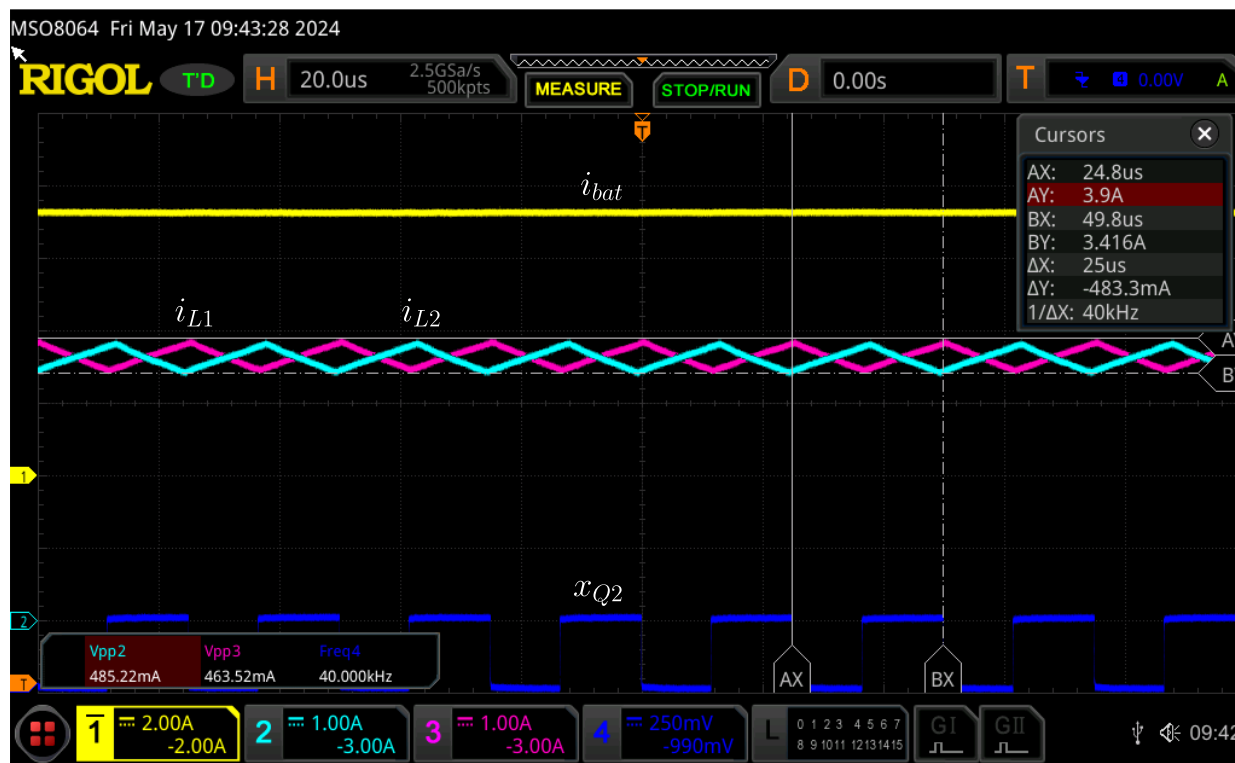 MSO8064 Fri May 17 09:43:28 2024
RIGOL T'D H 20.0us 2.5GSa/s 500kpts MEASURE STOP/RUN D 0.00s T 4 0.00V A
T
Cursors
AX: 24.8us
AY: 3.9A
BX: 49.8us
BY: 3.416A
ΔX: 25us
ΔY: -483.3mA
1/ΔX: 40kHz
i_bat
i_L1 i_L2
B
1
x_Q2
2
Vpp2 Vpp3 Freq4
485.22mA 463.52mA 40.000kHz
T
AX BX
1 2.00A -2.00A 2 1.00A -3.00A 3 1.00A -3.00A 4 250mV -990mV L 0 1 2 3 4 5 6 7 8 9 10 11 12 13 14 15 GI GII 09:42